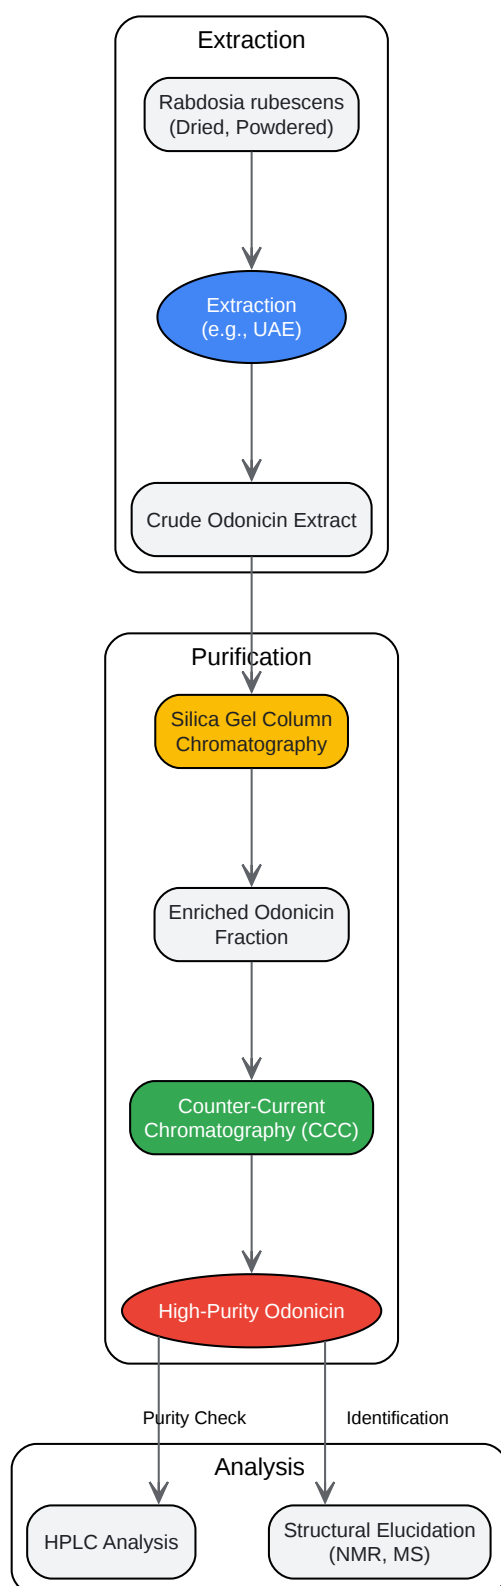 Extraction
Rabdosia rubescens
(Dried, Powdered)
Extraction
(e.g., UAE)
Crude Odonicin Extract
Purification
Silica Gel Column
Chromatography
Enriched Odonicin
Fraction
Counter-Current
Chromatography (CCC)
High-Purity Odonicin
Purity Check
Identification
Analysis
HPLC Analysis
Structural Elucidation
(NMR, MS)